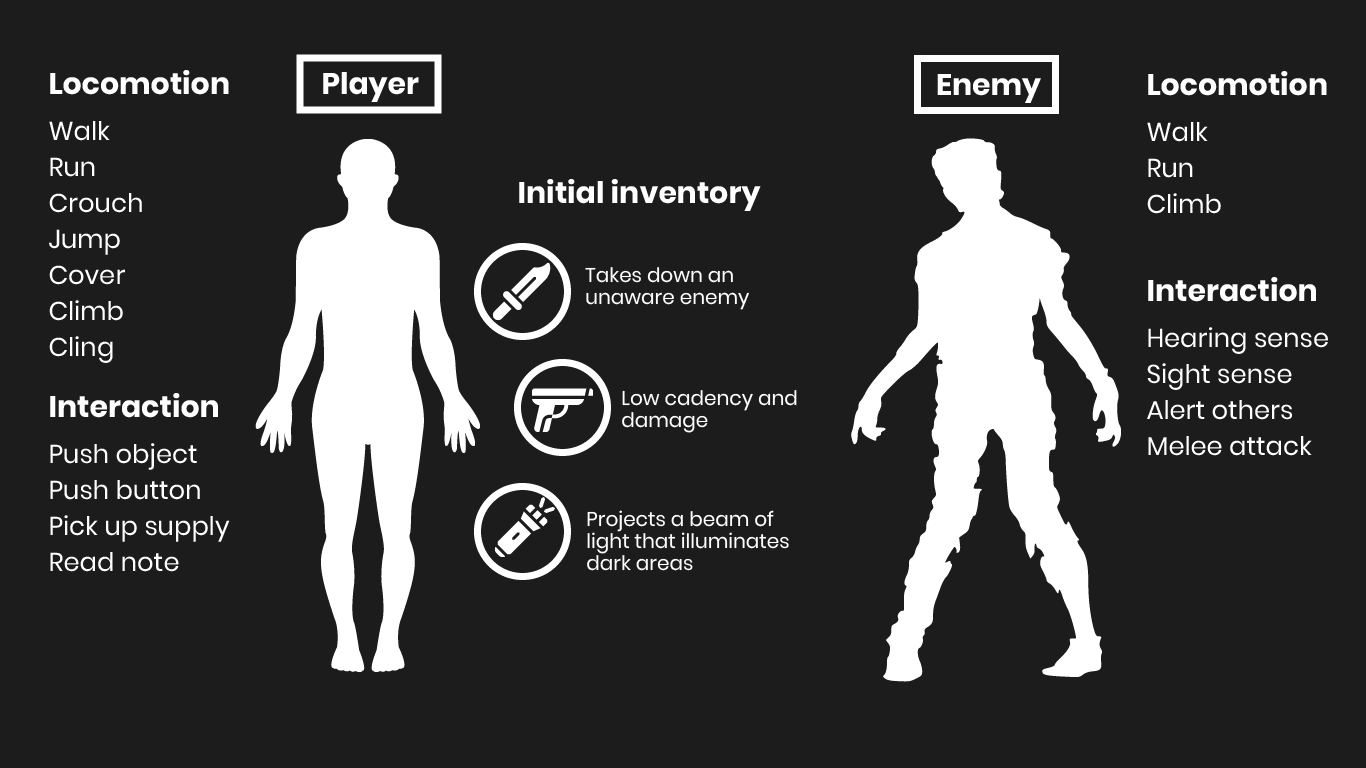 Player
Locomotion
Walk
Run
Crouch
Jump
Cover
Climb
Cling
Interaction
Push object
Push button
Pick up supply
Read note
Initial inventory
Takes down an
unaware enemy
Low cadency and
damage
Projects a beam of
light that illuminates
dark areas
Enemy
Locomotion
Walk
Run
Climb
Interaction
Hearing sense
Sight sense
Alert others
Melee attack